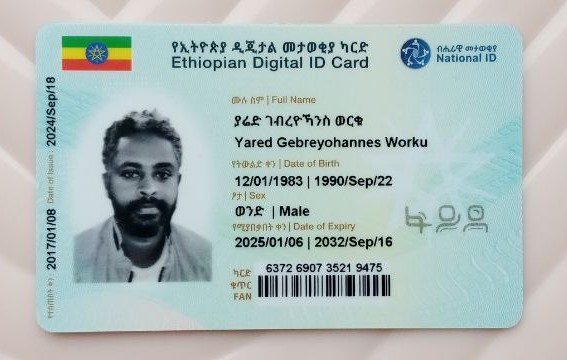 የኢትዮጵያ ዲጂታል መታወቂያ ካርድ
Ethiopian Digital ID Card
ብሔራዊ መታወቂያ
National ID
ሙሉ ስም | Full Name
ያሬድ ገብረዮሃንስ ወርቁ
Yared Gebreyohannes Worku
የትውልድ ቀን | Date of Birth
12/01/1983 | 1990/Sep/22
ፆታ | Sex
ወንድ | Male
የሚያበቃበት ቀን | Date of Expiry
2025/01/06 | 2032/Sep/16
ፋይዳ
ካርድ
ቁጥር
FAN
6372 6907 3521 9475
የተሰጠበት ቀን: 2017/01/08 Date of Issue: 2024/Sep/18